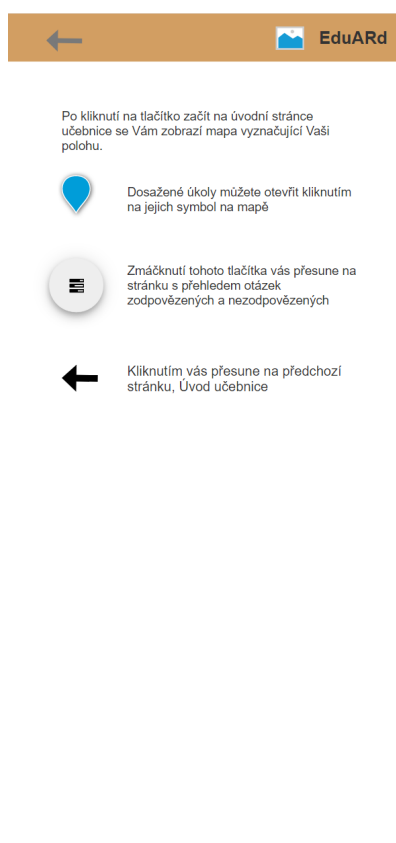 EduARd
Po kliknutí na tlačítko začít na úvodní stránce
učebnice se Vám zobrazí mapa vyznačující Vaši
polohu.
Dosažené úkoly můžete otevřit kliknutím
na jejich symbol na mapě
Zmáčknutí tohoto tlačítka vás přesune na
stránku s přehledem otázek
zodpovězených a nezodpovězených
Kliknutím vás přesune na předchozí
stránku, Úvod učebnice